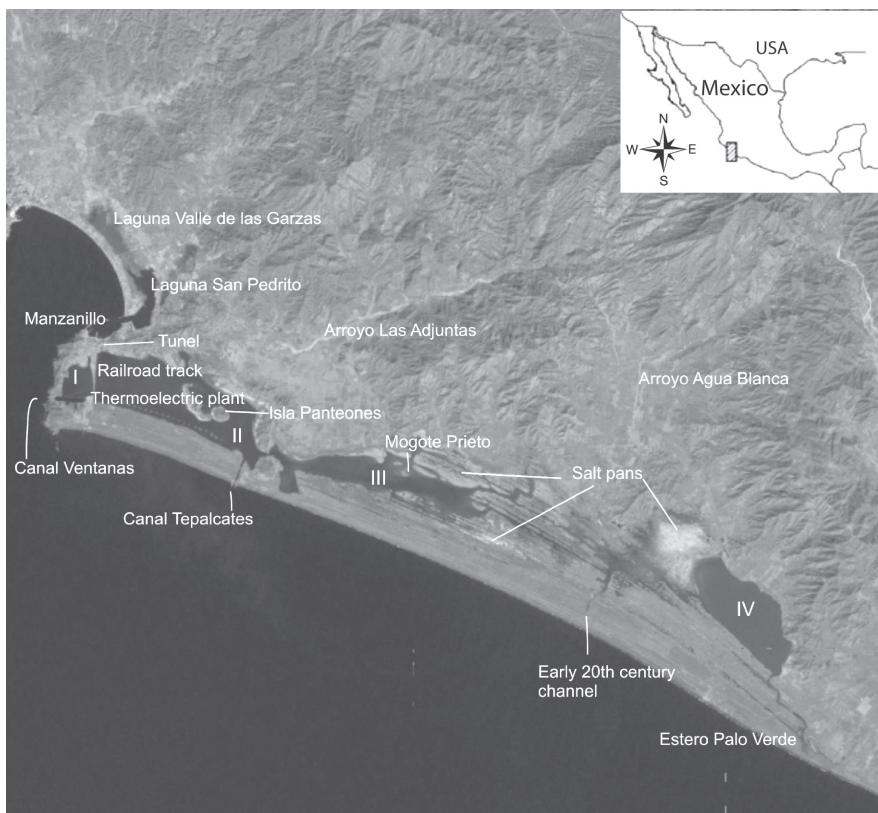 USA
Mexico
N
W E
S
Laguna Valle de las Garzas
Laguna San Pedrito
Manzanillo
Tunel
Arroyo Las Adjuntas
Railroad track
I
Arroyo Agua Blanca
Thermoelectric plant
Isla Panteones
II
Mogote Prieto
Canal Ventanas
III
Salt pans
Canal Tepalcates
IV
Early 20th century
channel
Estero Palo Verde